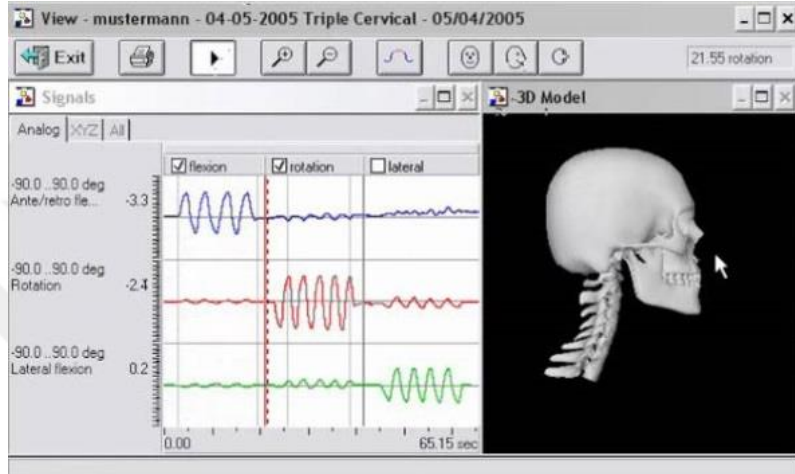 View - mustermann - 04-05-2005 Triple Cervical - 05/04/2005
Exit
21.55 rotation
Signals
-3D Model
Analog XYZ All
flexion rotation lateral
-90.0 ..90.0 deg
Ante/retro fle...
-3.3
-90.0 ..90.0 deg
Rotation
-2.4
-90.0 ..90.0 deg
Lateral flexion
0.2
0.00 65.15 sec